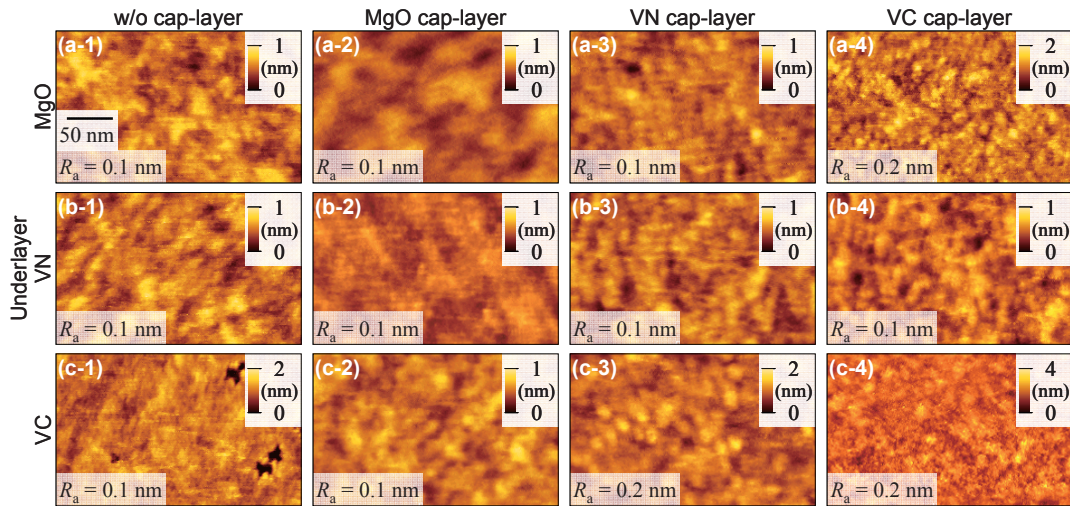 w/o cap-layer MgO cap-layer VN cap-layer VC cap-layer
Underlayer
MgO
(a-1) 1 (nm) 0
50 nm
Rₐ = 0.1 nm
(a-2) 1 (nm) 0
Rₐ = 0.1 nm
(a-3) 1 (nm) 0
Rₐ = 0.1 nm
(a-4) 2 (nm) 0
Rₐ = 0.2 nm
VN
(b-1) 1 (nm) 0
Rₐ = 0.1 nm
(b-2) 1 (nm) 0
Rₐ = 0.1 nm
(b-3) 1 (nm) 0
Rₐ = 0.1 nm
(b-4) 1 (nm) 0
Rₐ = 0.1 nm
VC
(c-1) 2 (nm) 0
Rₐ = 0.1 nm
(c-2) 1 (nm) 0
Rₐ = 0.1 nm
(c-3) 2 (nm) 0
Rₐ = 0.2 nm
(c-4) 4 (nm) 0
Rₐ = 0.2 nm